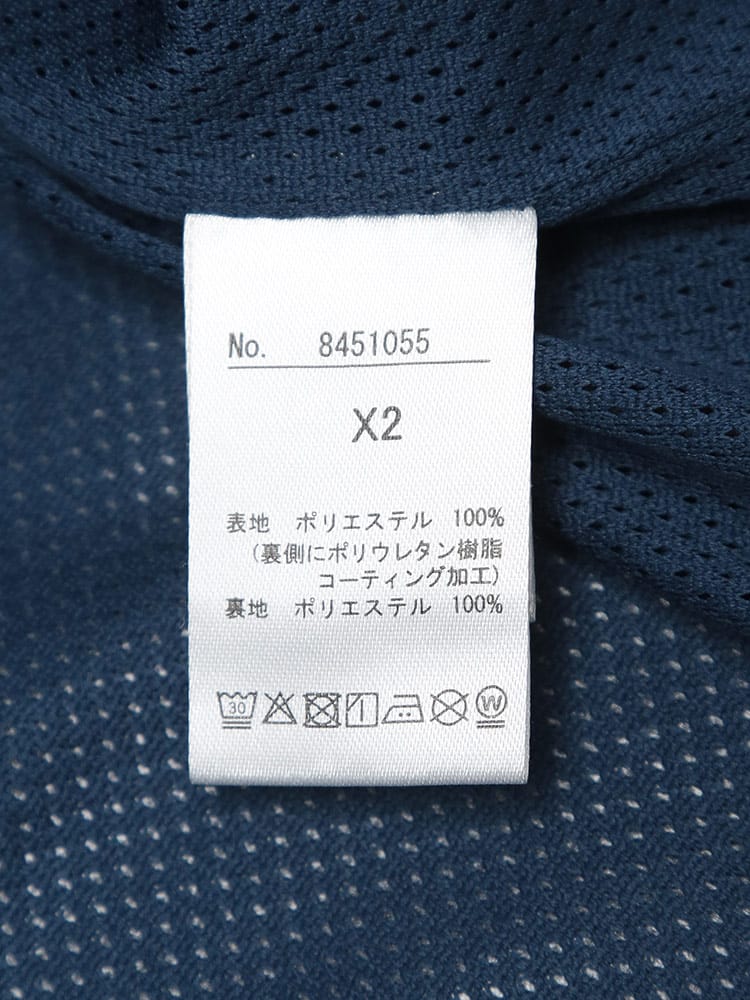 No. 8451055
X2
表地 ポリエステル 100%
(裏側にポリウレタン樹脂
コーティング加工)
裏地 ポリエステル 100%
30 W